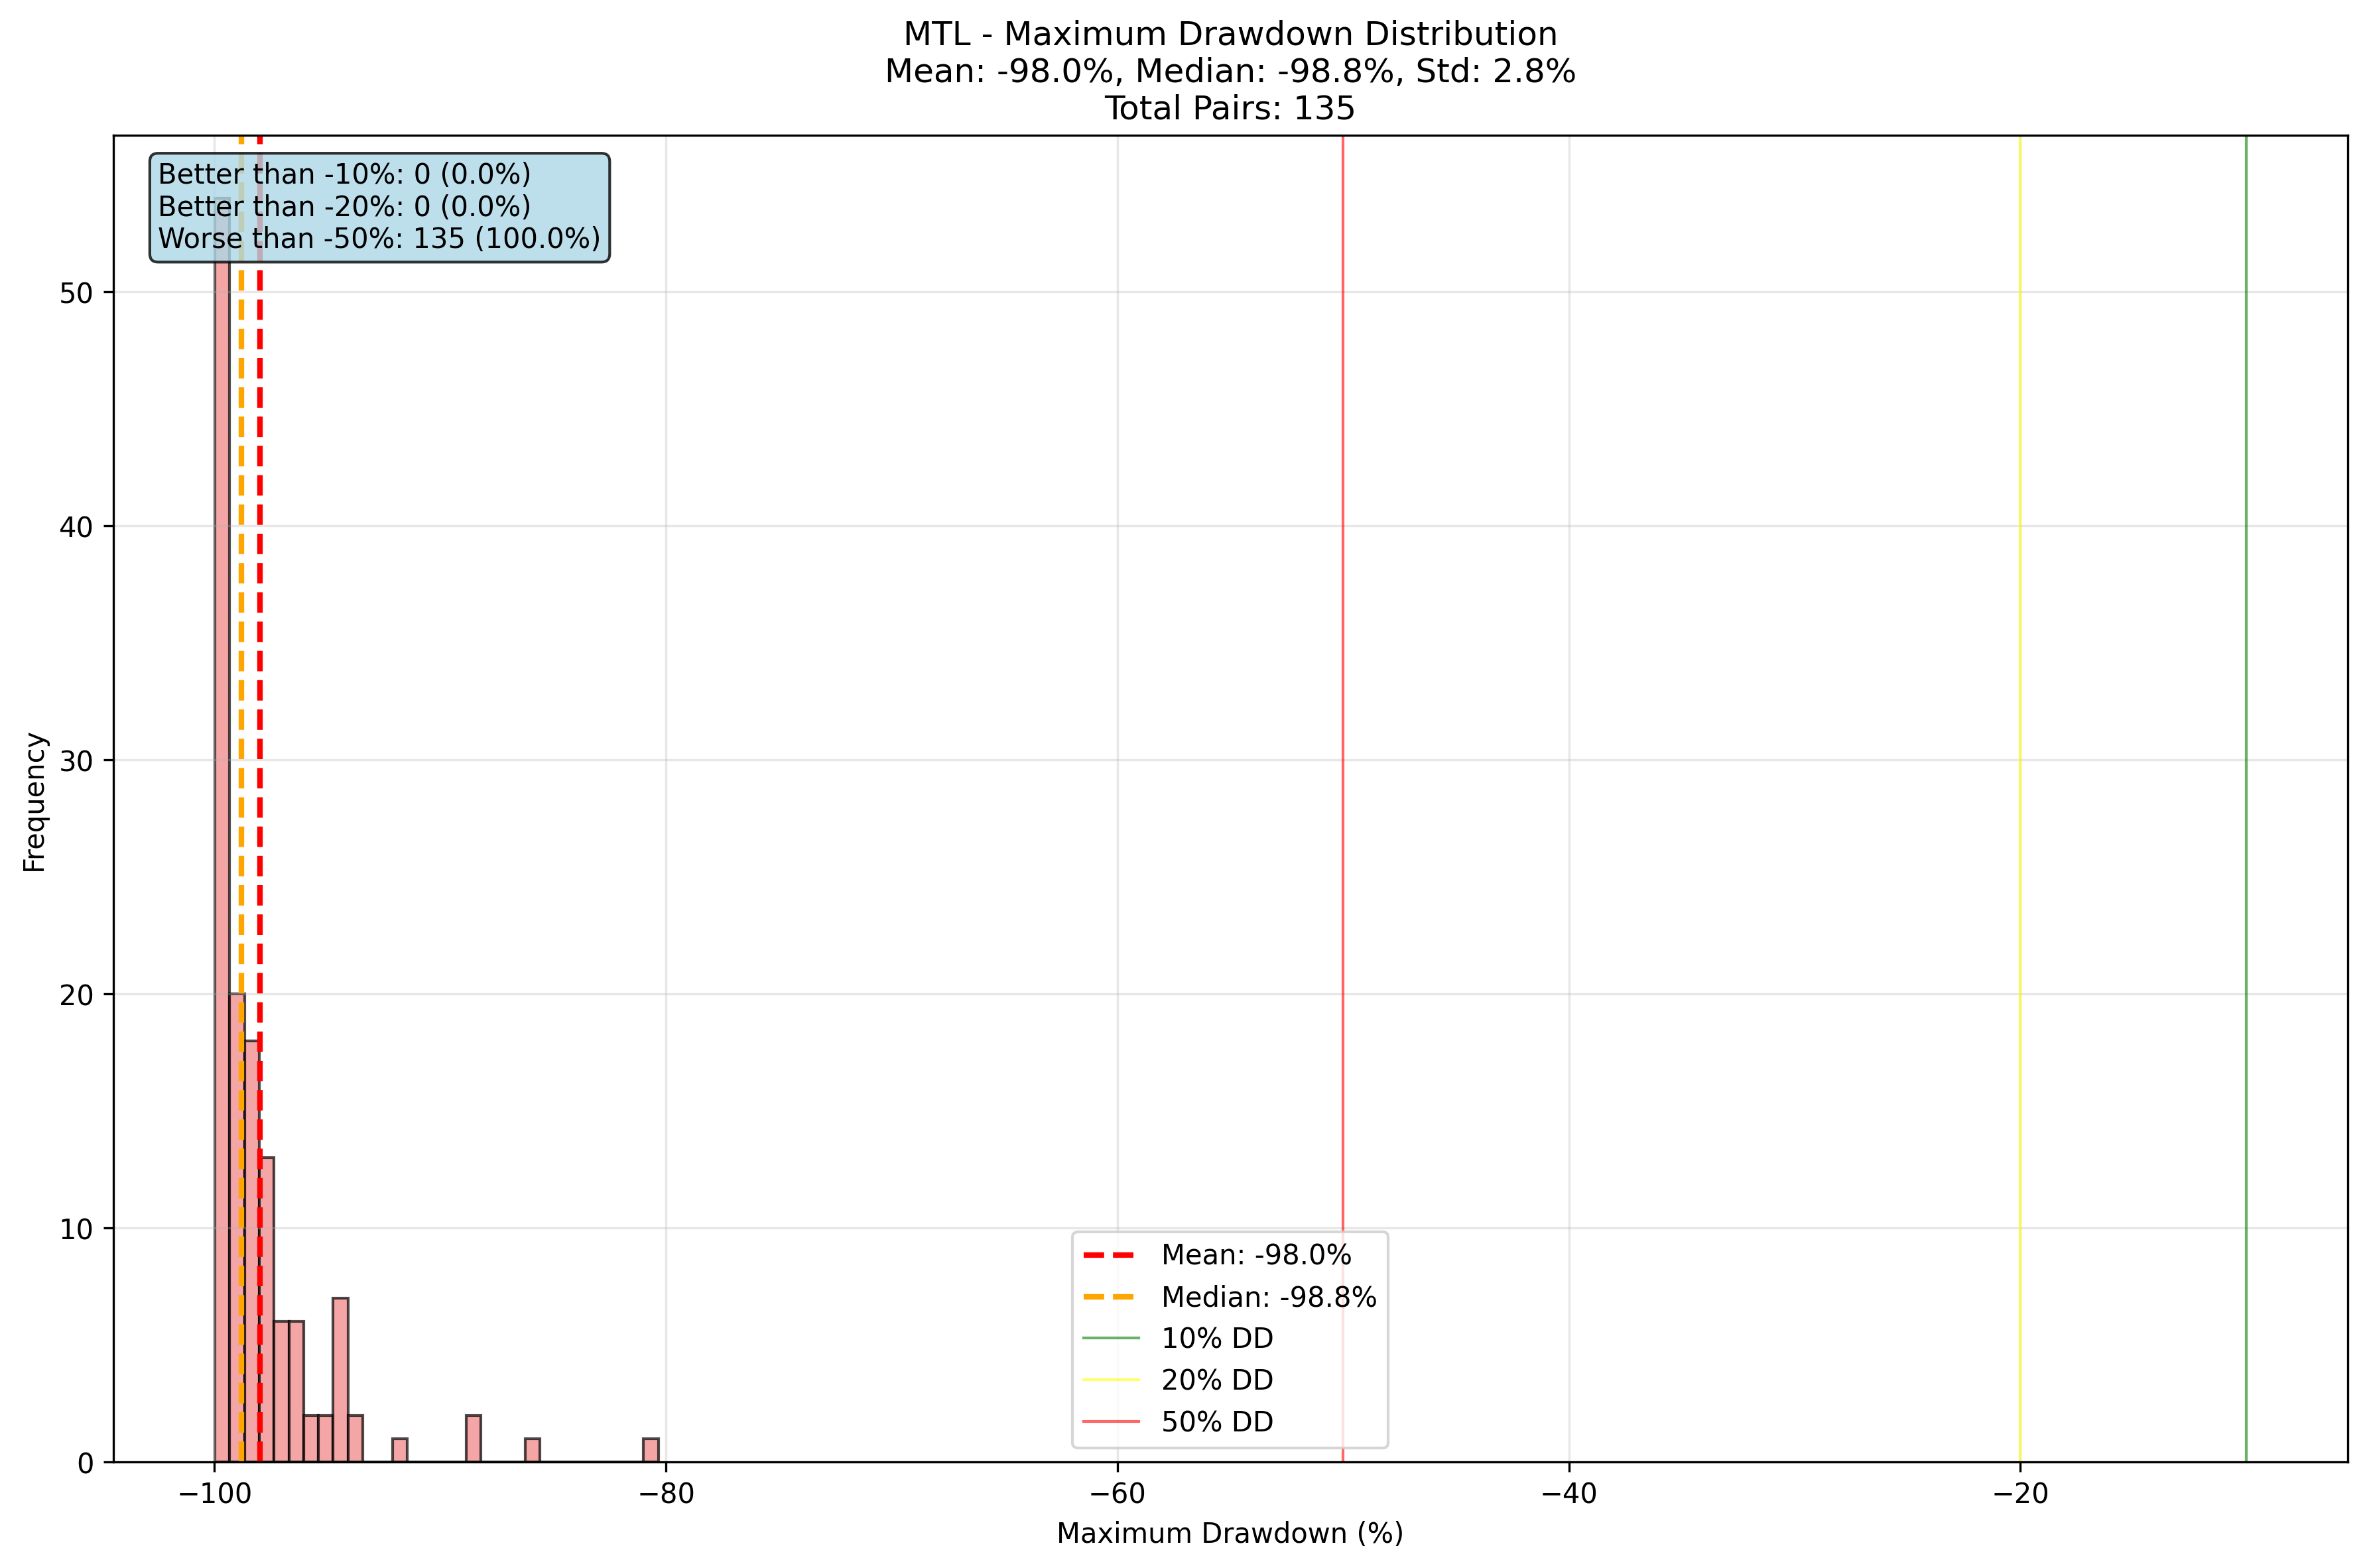 MTL - Maximum Drawdown Distribution
Mean: -98.0%, Median: -98.8%, Std: 2.8%
Total Pairs: 135
Better than -10%: 0 (0.0%)
Better than -20%: 0 (0.0%)
Worse than -50%: 135 (100.0%)
50
40
30
20
10
0
Frequency
Mean: -98.0%
Median: -98.8%
10% DD
20% DD
50% DD
−100
−80
−60
−40
−20
Maximum Drawdown (%)